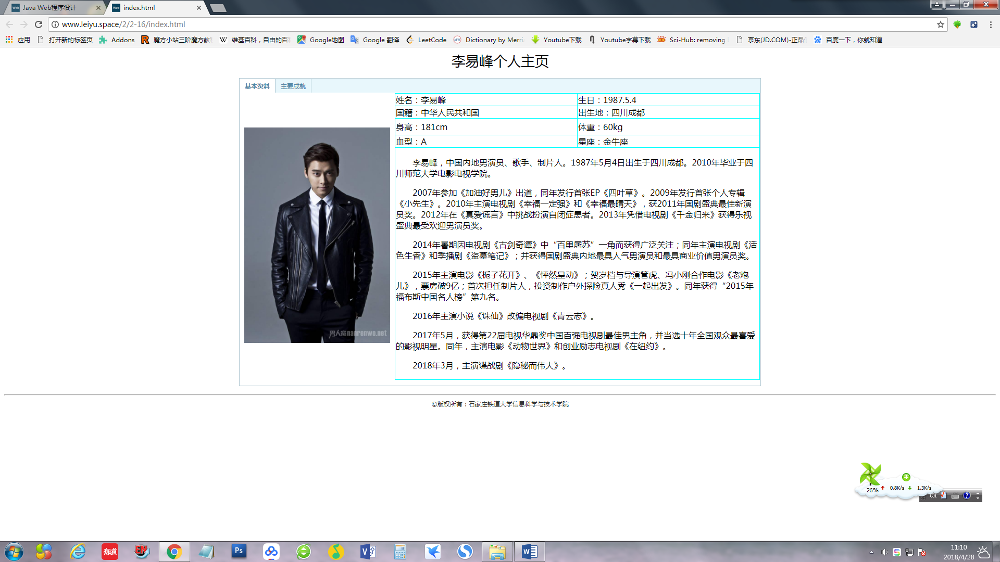 Java Web程序设计
index.html
www.leiyu.space/2/2-16/index.html
应用
打开新的标签页
Addons
魔方小站三阶魔方教
维基百科，自由的百
Google地图
Google 翻译
LeetCode
Dictionary by Merri
Youtube下载
Youtube字幕下载
Sci-Hub: removing
京东(JD.COM)-正品
百度一下，你就知道
李易峰个人主页
基本资料 主要成就
姓名：李易峰 生日：1987.5.4
国籍：中华人民共和国 出生地：四川成都
身高：181cm 体重：60kg
血型：A 星座：金牛座
李易峰，中国内地男演员、歌手、制片人。1987年5月4日出生于四川成都。2010年毕业于四
川师范大学电影电视学院。
2007年参加《加油好男儿》出道，同年发行首张EP《四叶草》。2009年发行首张个人专辑
《小先生》。2010年主演电视剧《幸福一定强》和《幸福最晴天》，获2011年国剧盛典最佳新演
员奖。2012年在《真爱谎言》中挑战扮演自闭症患者。2013年凭借电视剧《千金归来》获得乐视
盛典最受欢迎男演员奖。
2014年暑期因电视剧《古剑奇谭》中“百里屠苏”一角而获得广泛关注；同年主演电视剧《活
色生香》和季播剧《盗墓笔记》；并获得国剧盛典内地最具人气男演员和最具商业价值男演员奖。
2015年主演电影《栀子花开》、《怦然星动》；贺岁档与导演管虎、冯小刚合作电影《老炮
儿》，票房破9亿；首次担任制片人，投资制作户外探险真人秀《一起出发》。同年获得“2015年
福布斯中国名人榜”第九名。
2016年主演小说《诛仙》改编电视剧《青云志》。
2017年5月，获得第22届电视华鼎奖中国百强电视剧最佳男主角，并当选十年全国观众最喜爱
的影视明星。同年，主演电影《动物世界》和创业励志电视剧《在纽约》。
2018年3月，主演谍战剧《隐秘而伟大》。
男人窝nanrenwo.net
©版权所有：石家庄铁道大学信息科学与技术学院
26% 0.8K/s 1.3K/s
CH
有道
EN
Ps
11:10
2018/4/28